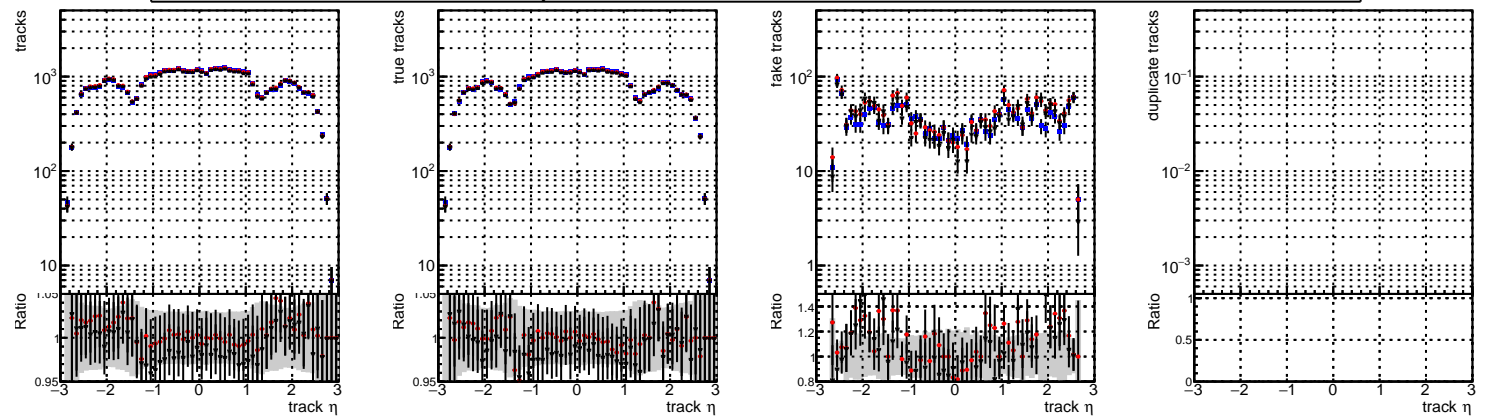 tracks
10³
10²
10
Ratio
1.05
1
0.95
−3 −2 −1 0 1 2 3
track η
true tracks
10³
10²
10
Ratio
1.05
1
0.95
−3 −2 −1 0 1 2 3
track η
fake tracks
10²
10
1
Ratio
1.4
1.2
1
0.8
−3 −2 −1 0 1 2 3
track η
duplicate tracks
10⁻¹
10⁻²
10⁻³
Ratio
1
0.5
0
−3 −2 −1 0 1 2 3
track η